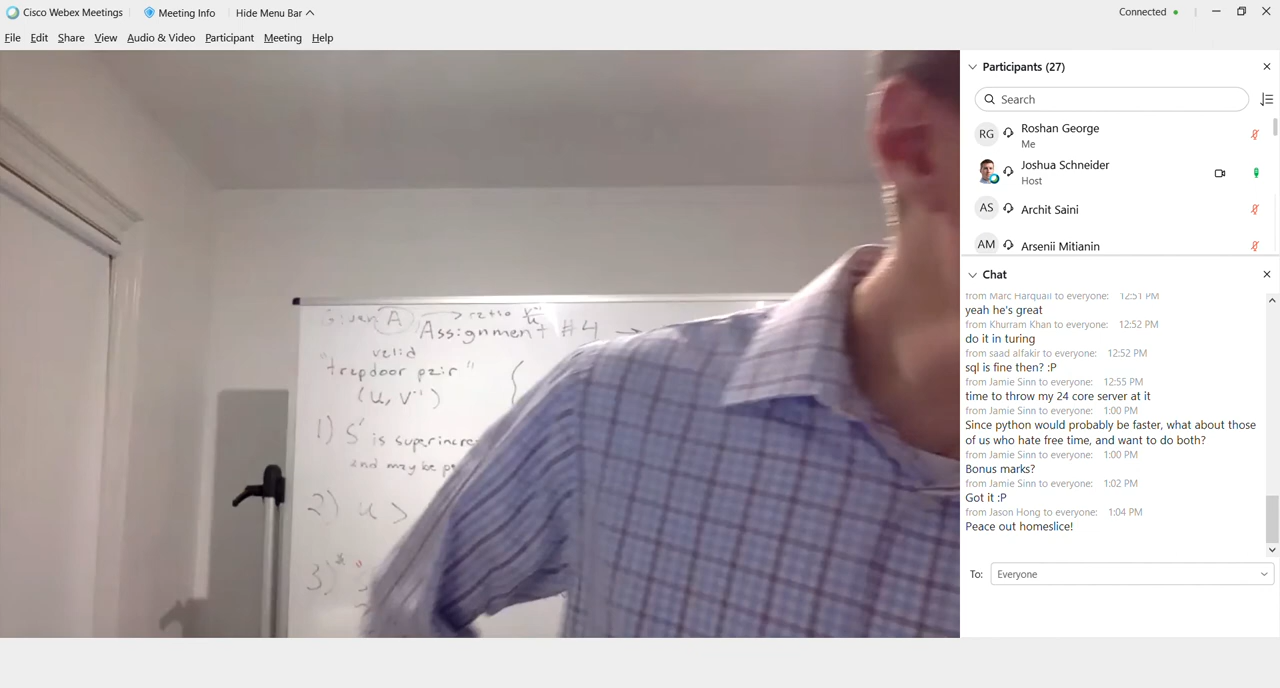 Cisco Webex Meetings Meeting Info Hide Menu Bar Connected
File Edit Share View Audio & Video Participant Meeting Help
Given A → ratio
Assignment #4 →
valid
"trapdoor pair"
(u, v⁻¹)
1) S' is superincre
and may be p
2) u >
3)*
Participants (27)
Search
RG Roshan George
Me
Joshua Schneider
Host
AS Archit Saini
AM Arsenii Mitianin
Chat
from Marc Harquail to everyone: 12:51 PM
yeah he's great
from Khurram Khan to everyone: 12:52 PM
do it in turing
from saad alfakir to everyone: 12:52 PM
sql is fine then? :P
from Jamie Sinn to everyone: 12:55 PM
time to throw my 24 core server at it
from Jamie Sinn to everyone: 1:00 PM
Since python would probably be faster, what about those
of us who hate free time, and want to do both?
from Jamie Sinn to everyone: 1:00 PM
Bonus marks?
from Jamie Sinn to everyone: 1:02 PM
Got it :P
from Jason Hong to everyone: 1:04 PM
Peace out homeslice!
To: Everyone